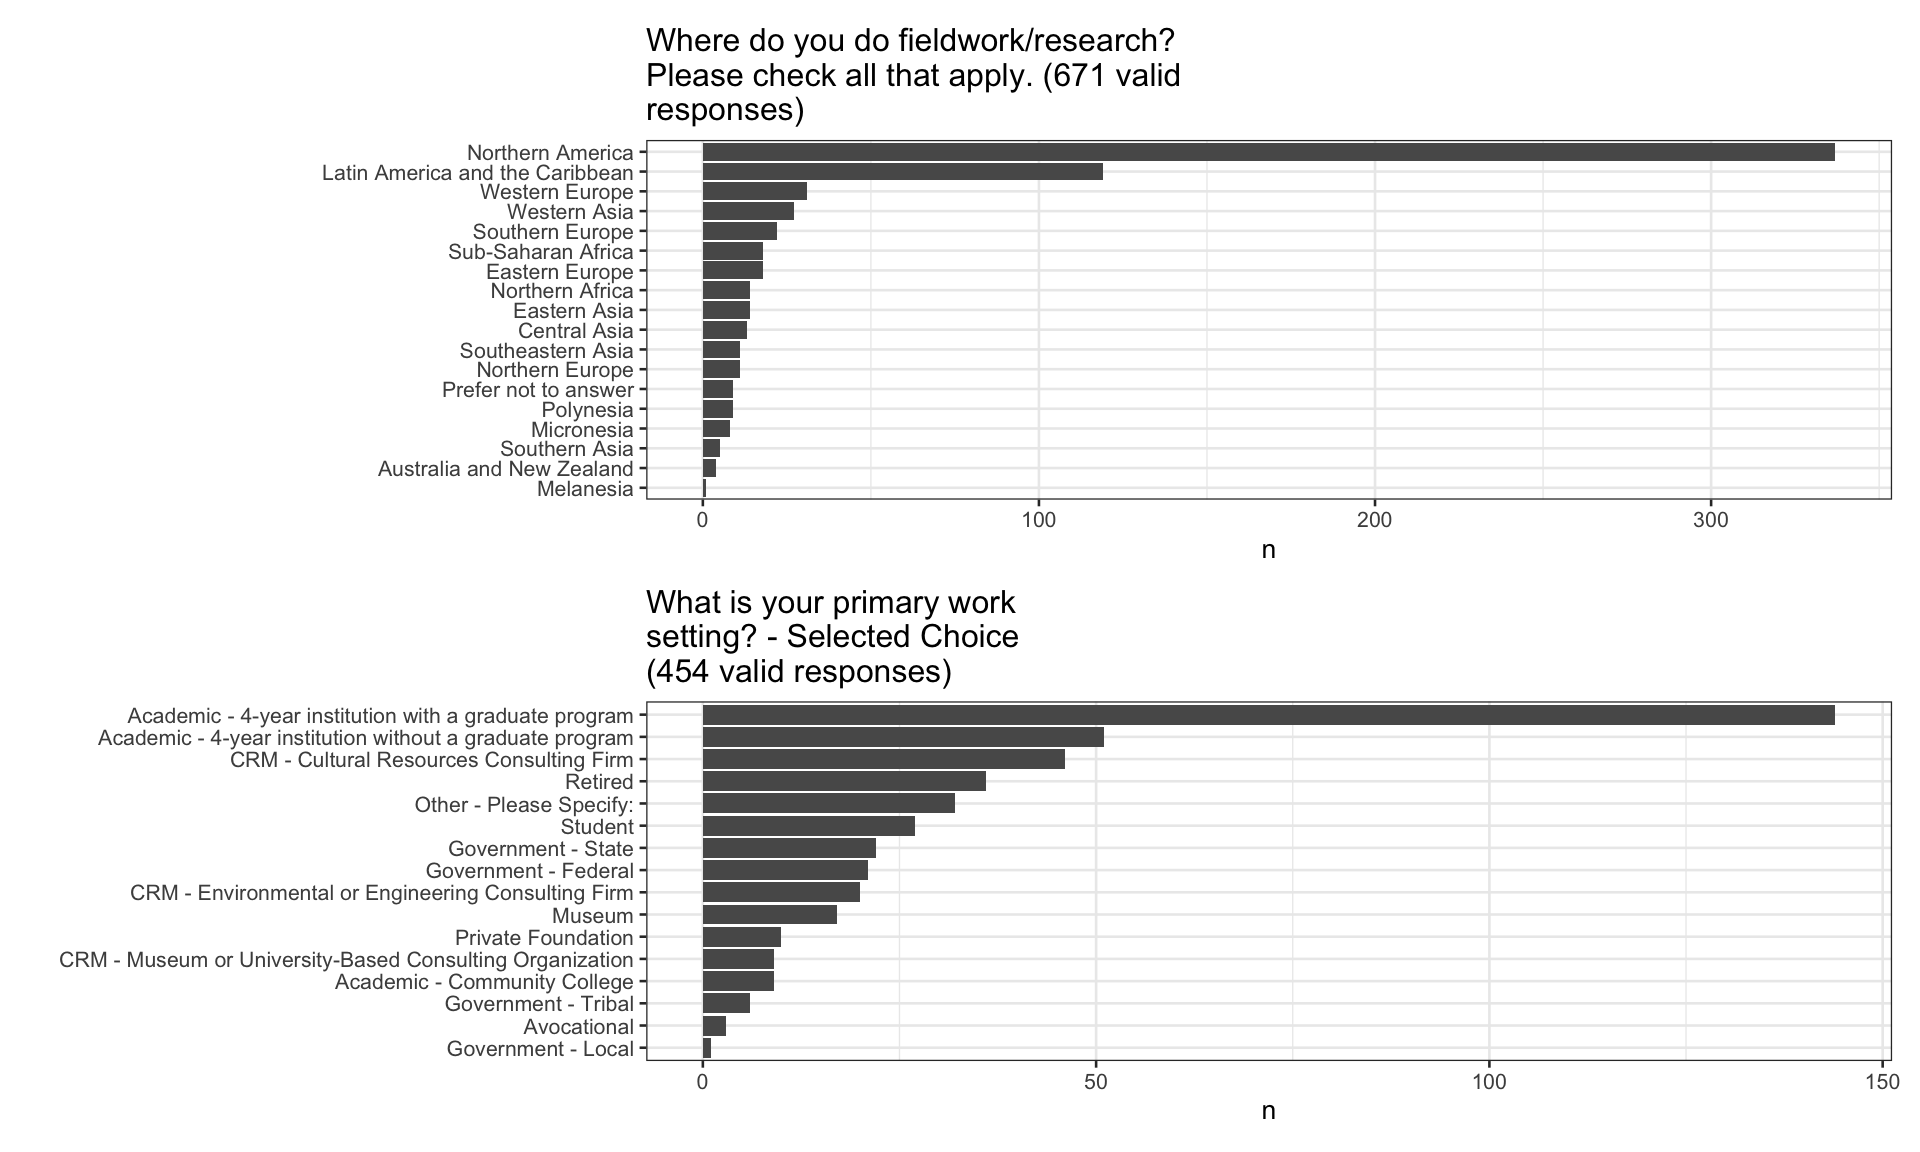 Where do you do fieldwork/research?
Please check all that apply. (671 valid
responses)
Northern America
Latin America and the Caribbean
Western Europe
Western Asia
Southern Europe
Sub-Saharan Africa
Eastern Europe
Northern Africa
Eastern Asia
Central Asia
Southeastern Asia
Northern Europe
Prefer not to answer
Polynesia
Micronesia
Southern Asia
Australia and New Zealand
Melanesia
0 100 200 300
n
What is your primary work
setting? - Selected Choice
(454 valid responses)
Academic - 4-year institution with a graduate program
Academic - 4-year institution without a graduate program
CRM - Cultural Resources Consulting Firm
Retired
Other - Please Specify:
Student
Government - State
Government - Federal
CRM - Environmental or Engineering Consulting Firm
Museum
Private Foundation
CRM - Museum or University-Based Consulting Organization
Academic - Community College
Government - Tribal
Avocational
Government - Local
0 50 100 150
n